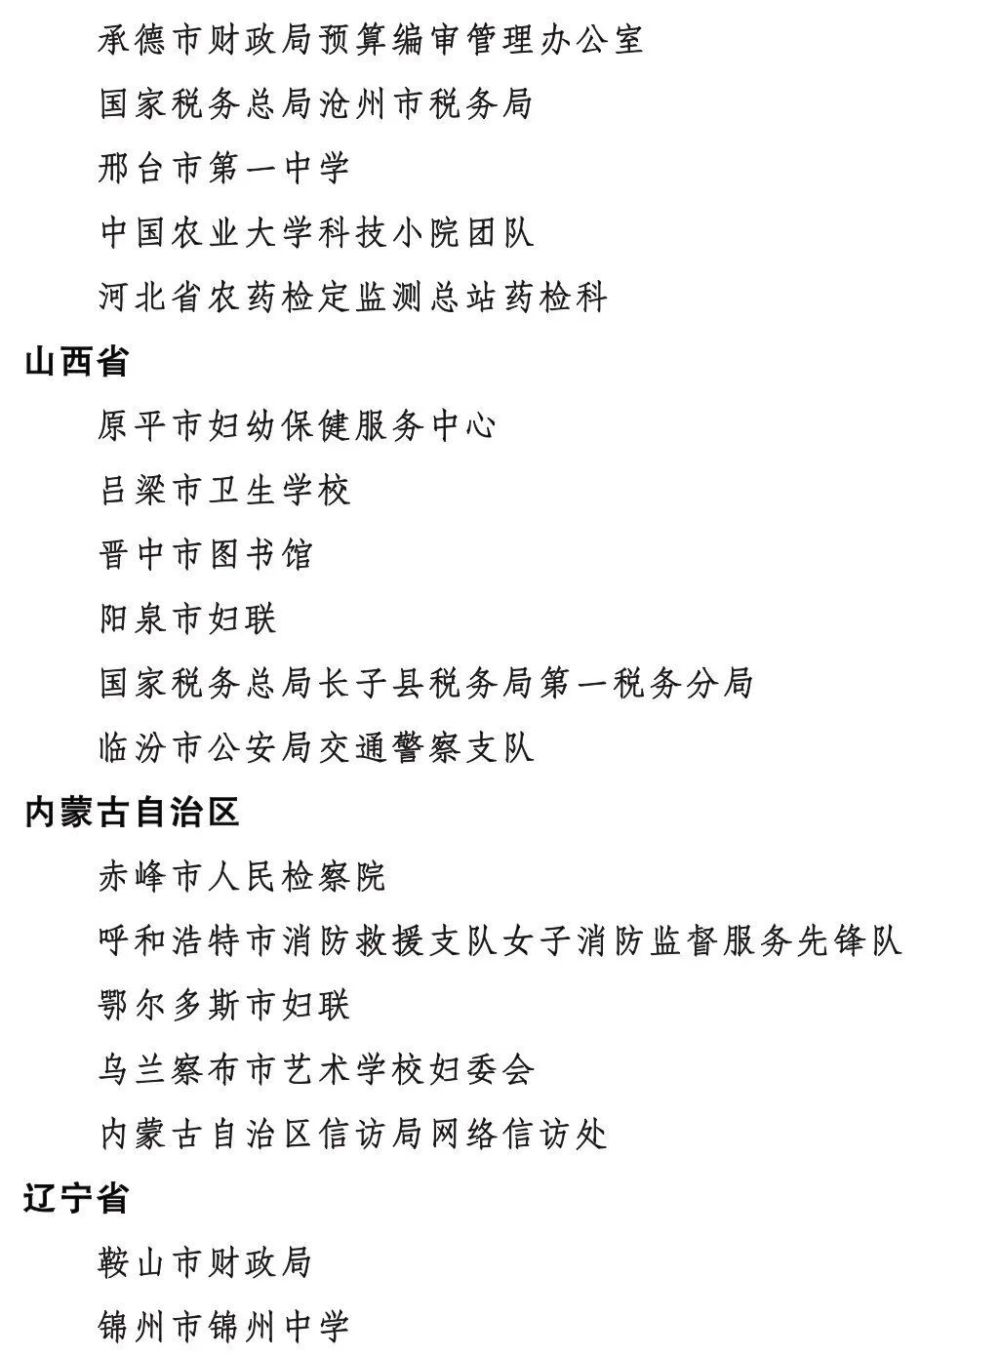 承德市财政局预算编审管理办公室
国家税务总局沧州市税务局
邢台市第一中学
中国农业大学科技小院团队
河北省农药检定监测总站药检科
山西省
原平市妇幼保健服务中心
吕梁市卫生学校
晋中市图书馆
阳泉市妇联
国家税务总局长子县税务局第一税务分局
临汾市公安局交通警察支队
内蒙古自治区
赤峰市人民检察院
呼和浩特市消防救援支队女子消防监督服务先锋队
鄂尔多斯市妇联
乌兰察布市艺术学校妇委会
内蒙古自治区信访局网络信访处
辽宁省
鞍山市财政局
锦州市锦州中学